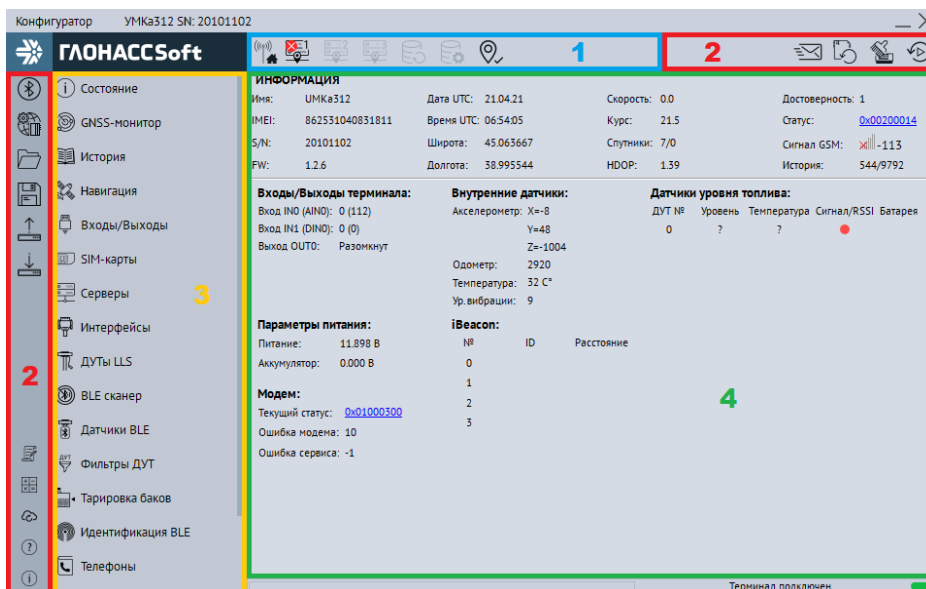 Конфигуратор УМКа312 SN: 20101102
ГЛОНАССSoft
1
2
2
3
4
Состояние
GNSS-монитор
История
Навигация
Входы/Выходы
SIM-карты
Серверы
Интерфейсы
ДУТы LLS
BLE сканер
Датчики BLE
Фильтры ДУТ
Тарировка баков
Идентификация BLE
Телефоны
ИНФОРМАЦИЯ
Имя: UMKa312 Дата UTC: 21.04.21 Скорость: 0.0 Достоверность: 1
IMEI: 862531040831811 Время UTC: 06:54:05 Курс: 21.5 Статус: 0x00200014
S/N: 20101102 Широта: 45.063667 Спутники: 7/0 Сигнал GSM: -113
FW: 1.2.6 Долгота: 38.995544 HDOP: 1.39 История: 544/9792
Входы/Выходы терминала:
Вход IN0 (AIN0): 0 (112)
Вход IN1 (DIN0): 0 (0)
Выход OUT0: Разомкнут
Внутренние датчики:
Акселерометр: X=-8
Y=48
Z=-1004
Одометр: 2920
Температура: 32 C°
Ур.вибрации: 9
Датчики уровня топлива:
ДУТ № Уровень Температура Сигнал/RSSI Батарея
0 ? ?
Параметры питания:
Питание: 11.898 В
Аккумулятор: 0.000 В
iBeacon:
№ ID Расстояние
0
1
2
3
Модем:
Текущий статус: 0x01000300
Ошибка модема: 10
Ошибка сервиса: -1
Терминал подключен